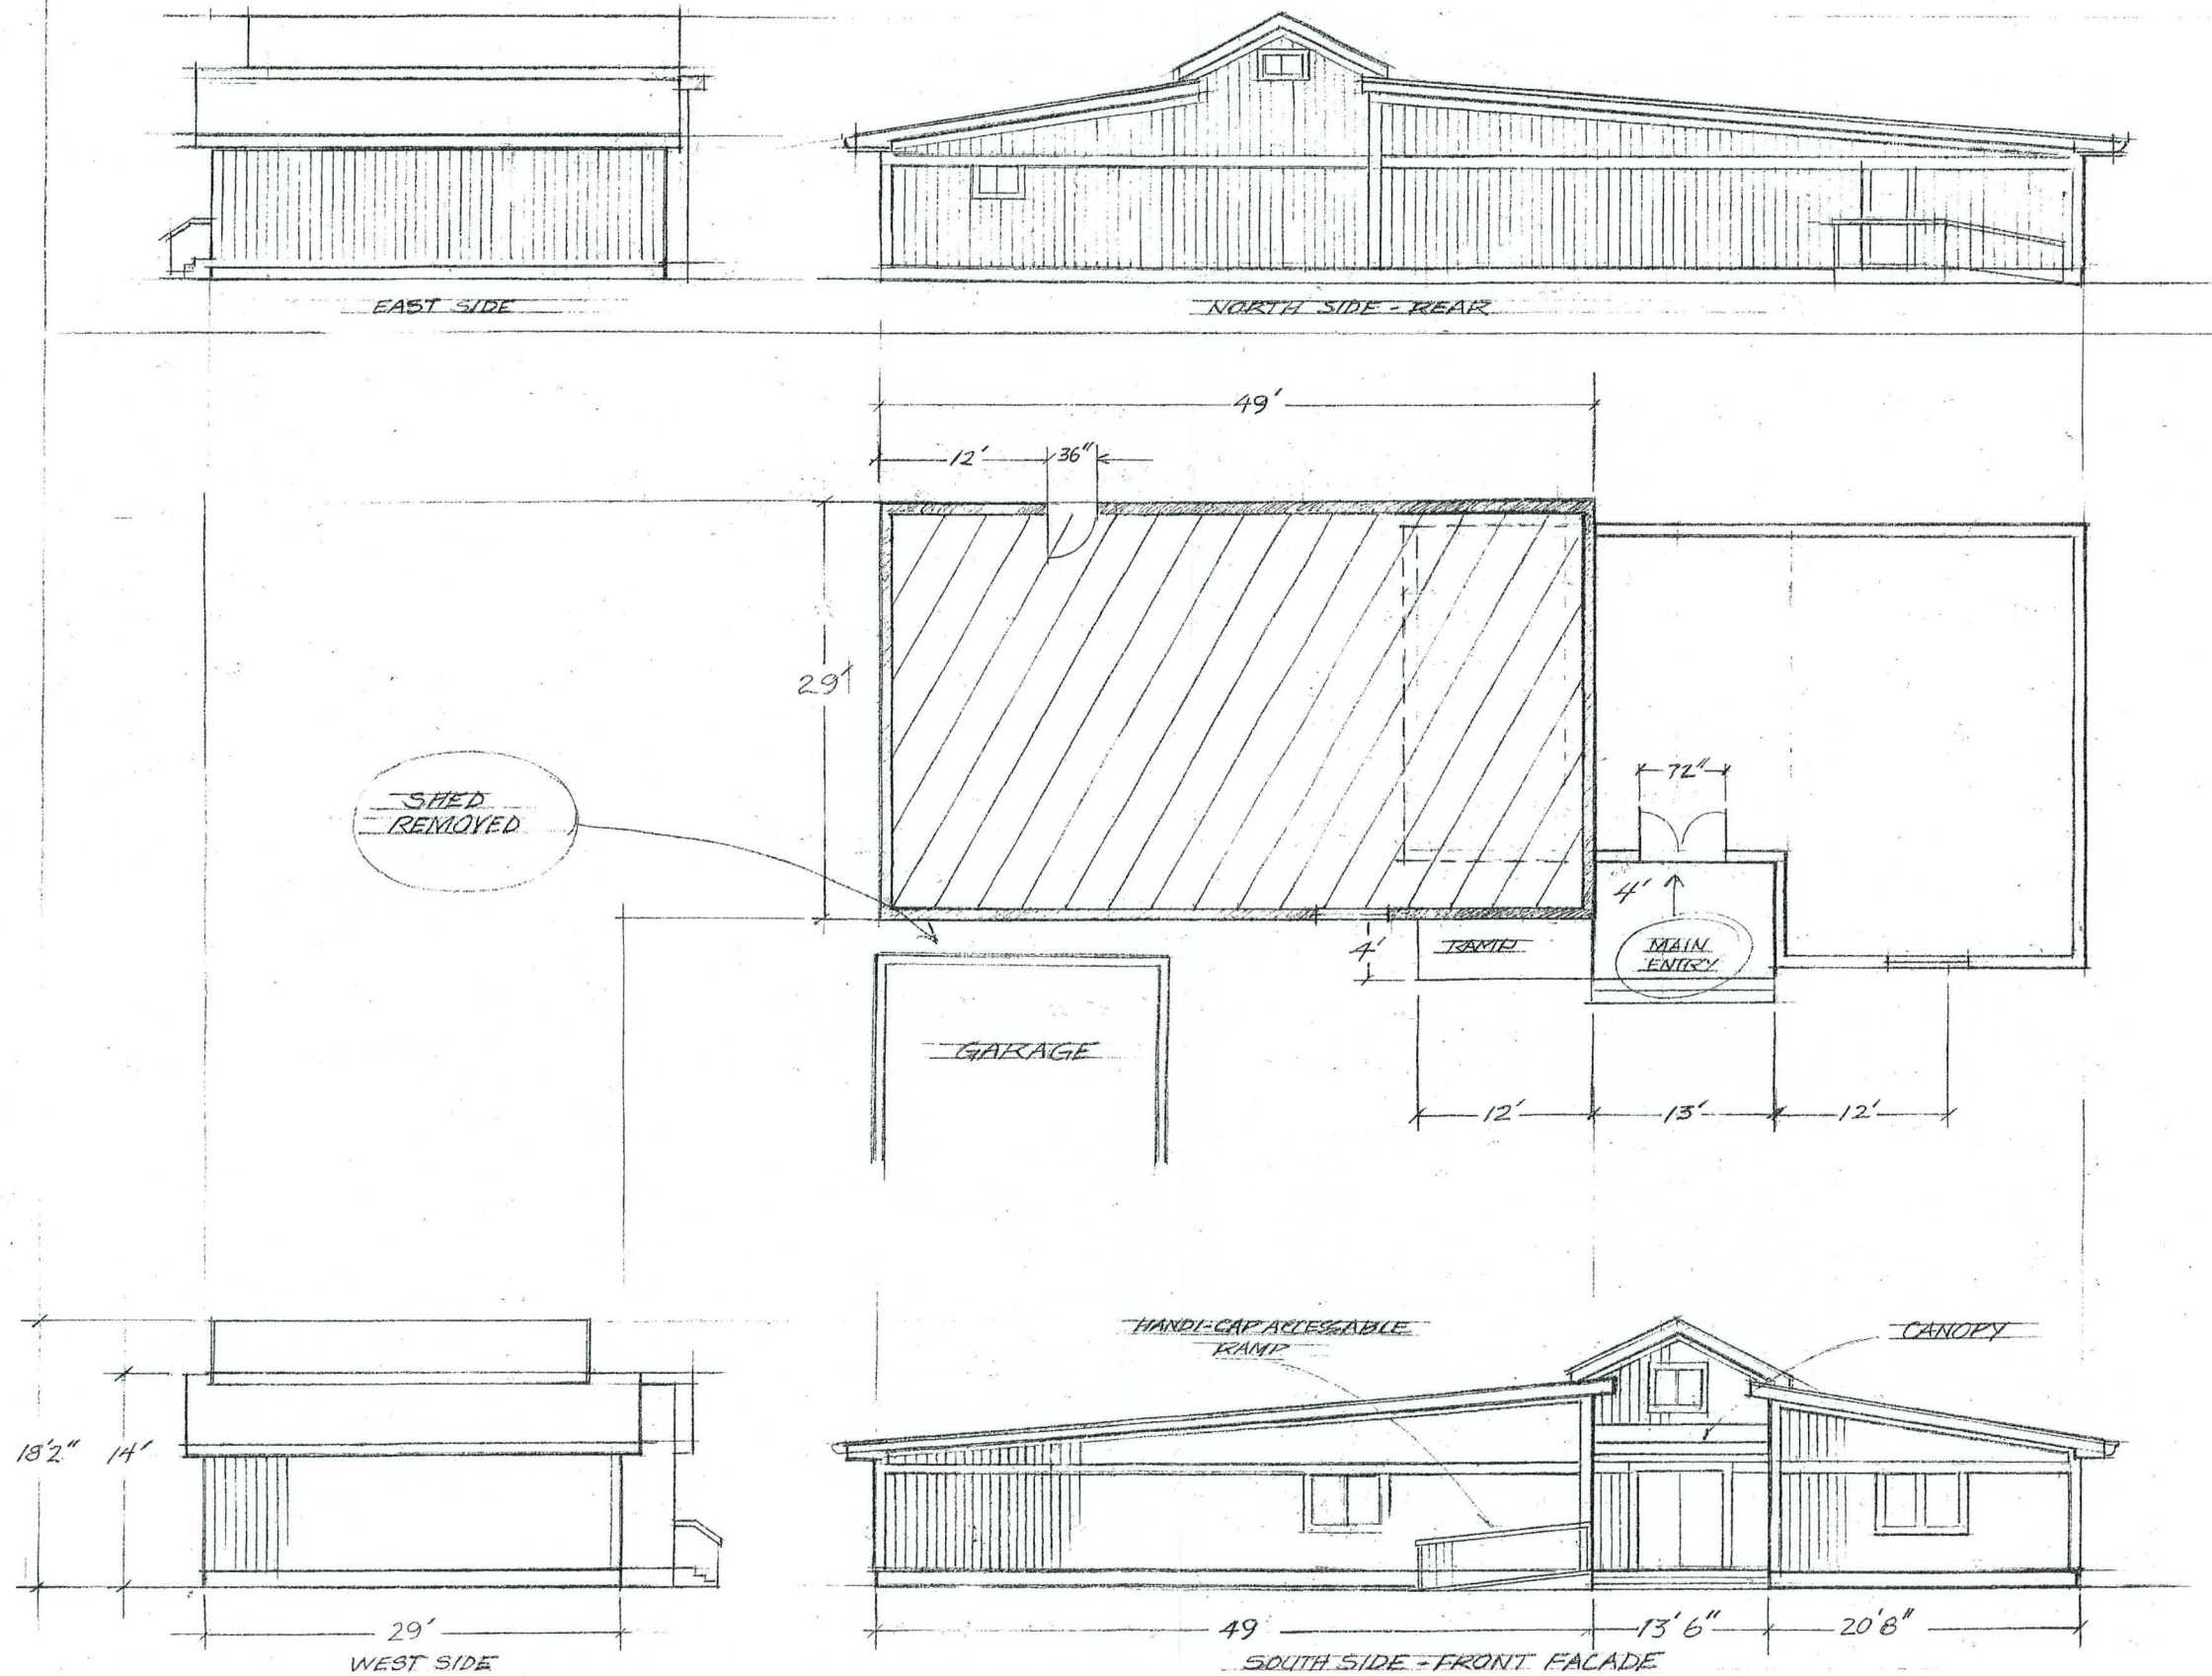 EAST SIDE
NORTH SIDE - REAR
49'
12'
36"
29'
SHED
REMOVED
72"
4'
4'
RAMP
MAIN
ENTRY
GARAGE
12'
13'
12'
HANDI-CAP ACCESSABLE
RAMP
CANOPY
18'2"
14'
29'
49
13'6"
20'8"
WEST SIDE
SOUTH SIDE - FRONT FACADE